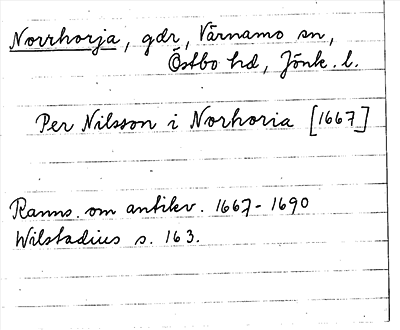 Norrhorja, gdr, Värnamo sn,
Östbo hd, Jönk. l.
Per Nilsson i Norhoria [1667]
Ranns. om antikv. 1667-1690
Wilstadius s. 163.